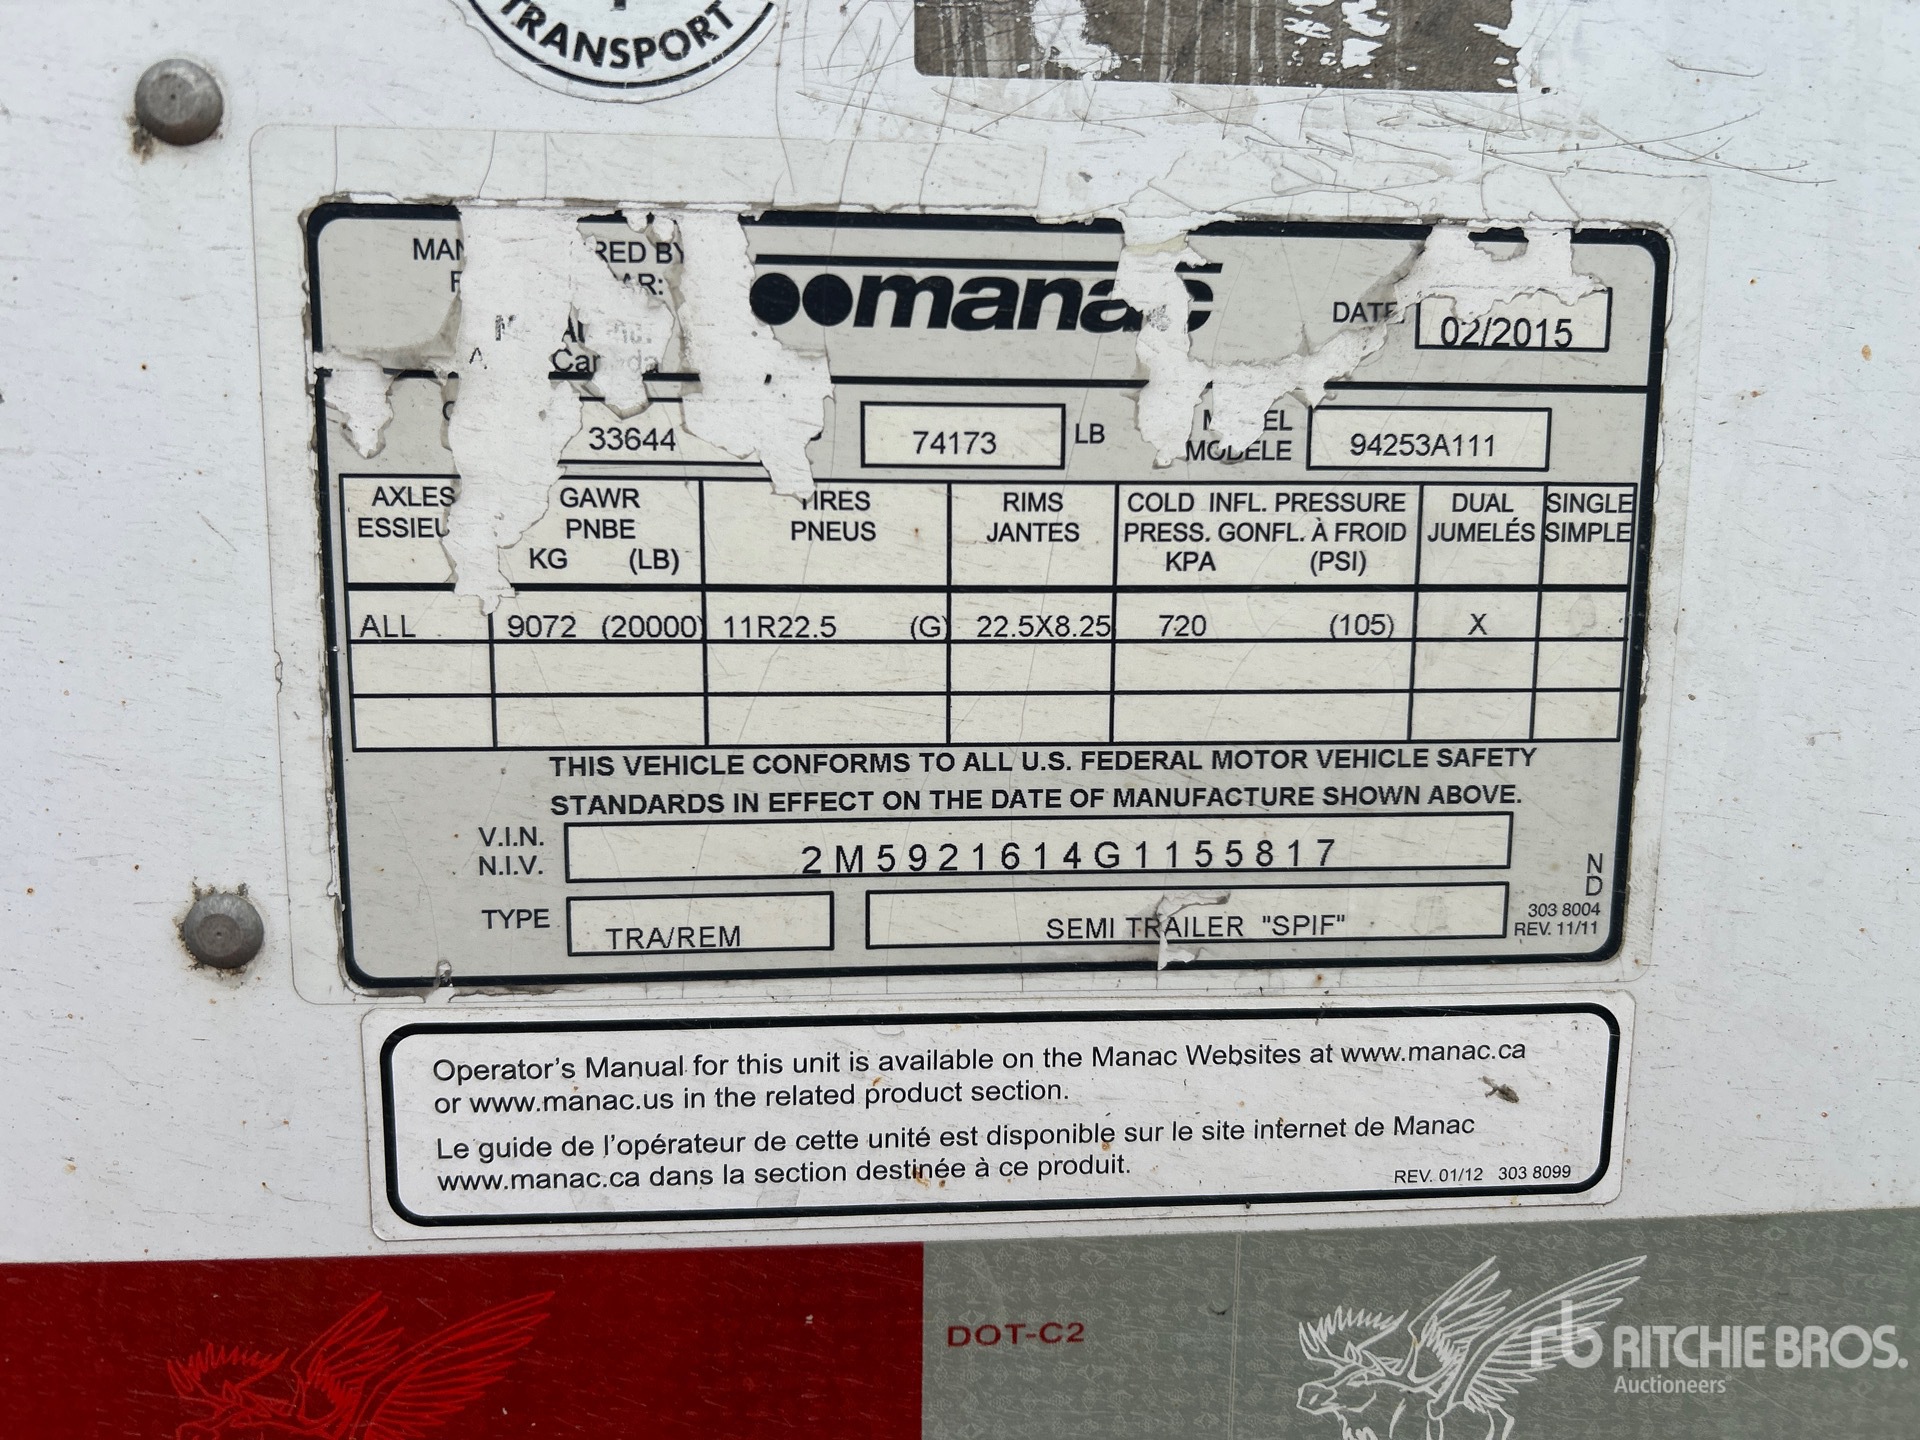 TRANSPORT
RED BY
manac
DATE
02/2015
33644
74173
LB
MODÈLE
94253A111
AXLES
GAWR
TIRES
RIMS
COLD INFL. PRESSURE
DUAL
SINGLE
ESSIEU
PNBE
PNEUS
JANTES
PRESS. GONFL. À FROID
JUMELÉS
SIMPLE
KG (LB)
KPA (PSI)
ALL 9072 (20000) 11R22.5 (G) 22.5X8.25 720 (105) X
THIS VEHICLE CONFORMS TO ALL U.S. FEDERAL MOTOR VEHICLE SAFETY
STANDARDS IN EFFECT ON THE DATE OF MANUFACTURE SHOWN ABOVE.
V.I.N.
N.I.V.
2M5921614G1155817
TYPE
TRA/REM
SEMI TRAILER "SPIF"
ND
303 8004
REV. 11/11
Operator's Manual for this unit is available on the Manac Websites at www.manac.ca
or www.manac.us in the related product section.
Le guide de l'opérateur de cette unité est disponible sur le site internet de Manac
www.manac.ca dans la section destinée à ce produit.
REV. 01/12 303 8099
DOT-C2
rb RITCHIE BROS.
Auctioneers